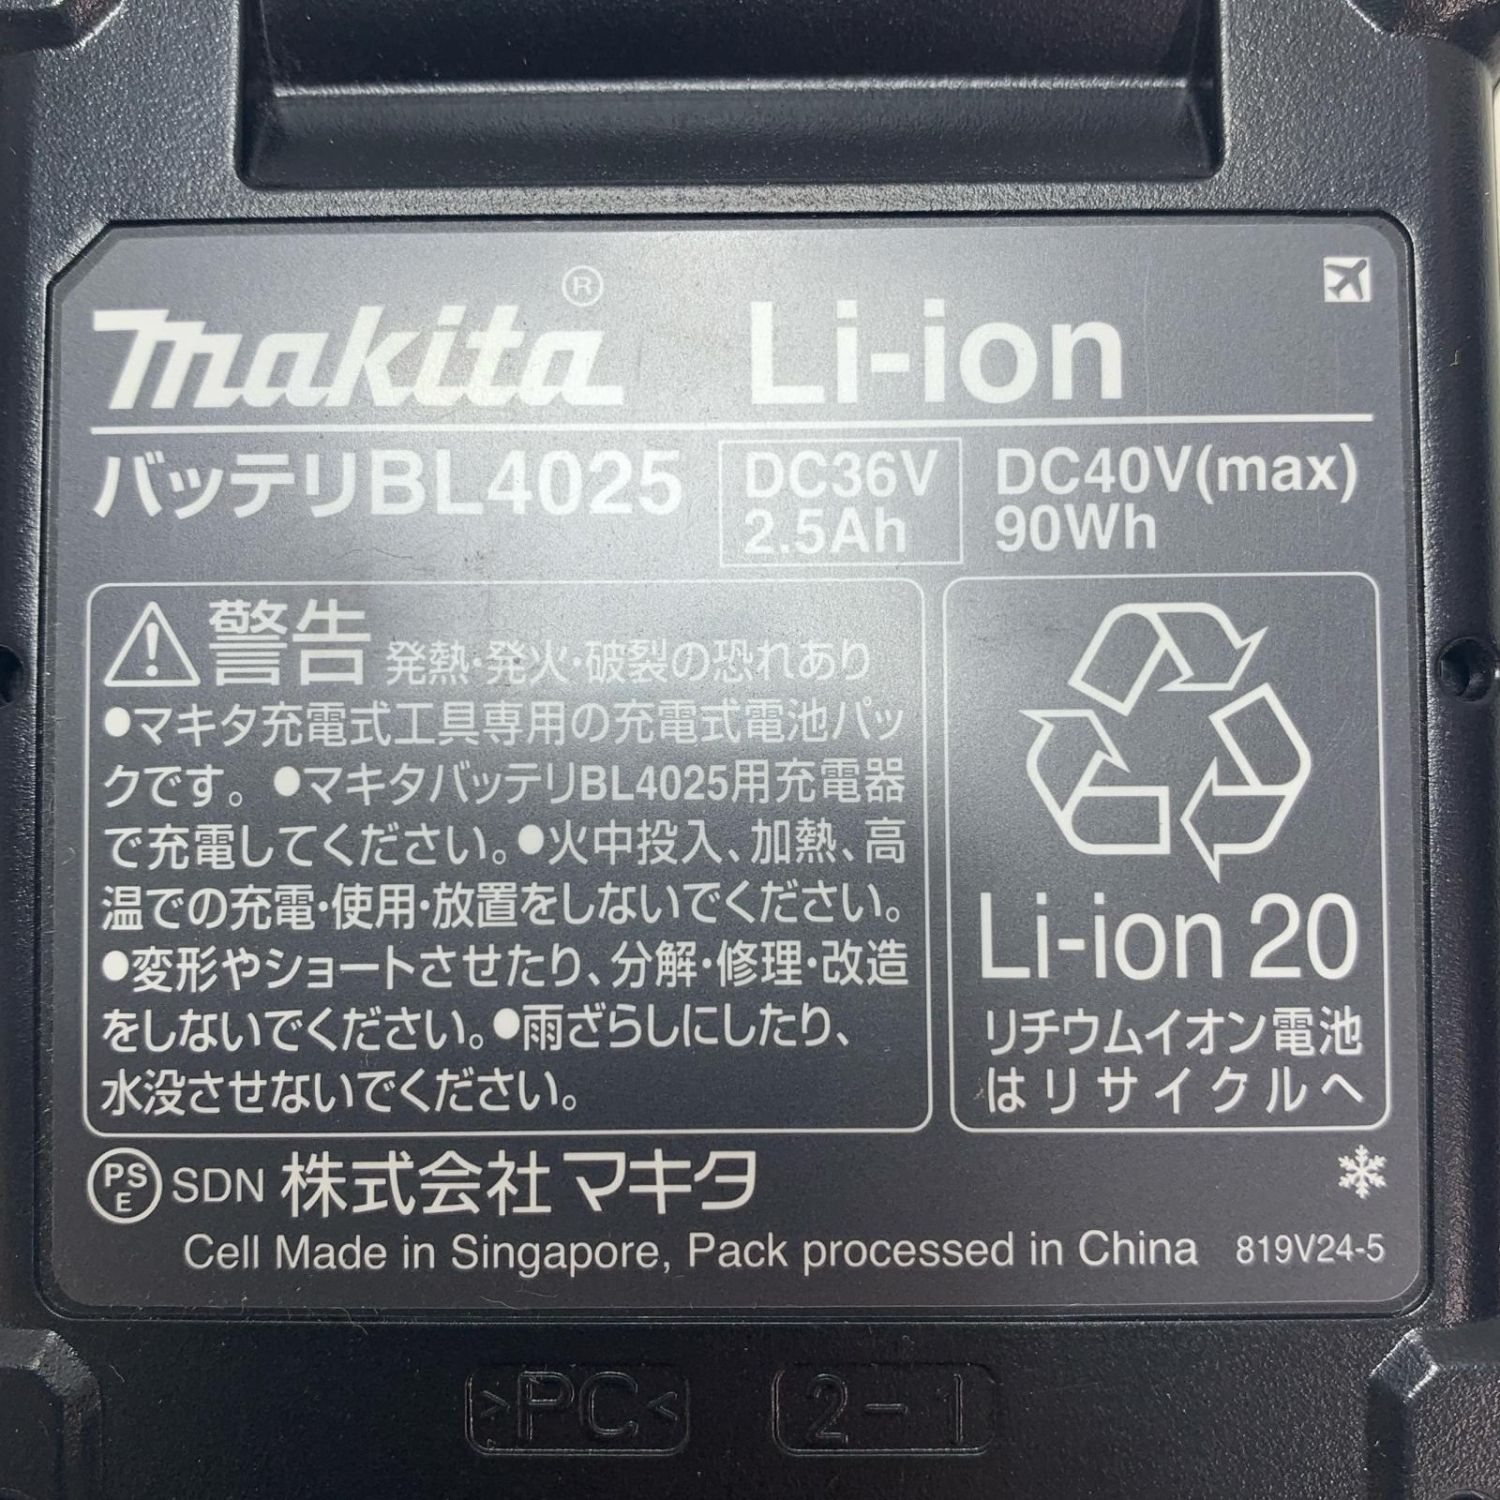 makita® Li-ion
バッテリBL4025
DC36V
2.5Ah
DC40V(max)
90Wh
警告 発熱・発火・破裂の恐れあり
●マキタ充電式工具専用の充電式電池パッ
クです。●マキタバッテリBL4025用充電器
で充電してください。●火中投入、加熱、高
温での充電・使用・放置をしないでください。
●変形やショートさせたり、分解・修理・改造
をしないでください。●雨ざらしにしたり、
水没させないでください。
Li-ion 20
リチウムイオン電池
はリサイクルへ
PS
E
SDN 株式会社マキタ
Cell Made in Singapore, Pack processed in China 819V24-5
>PC< 2-1